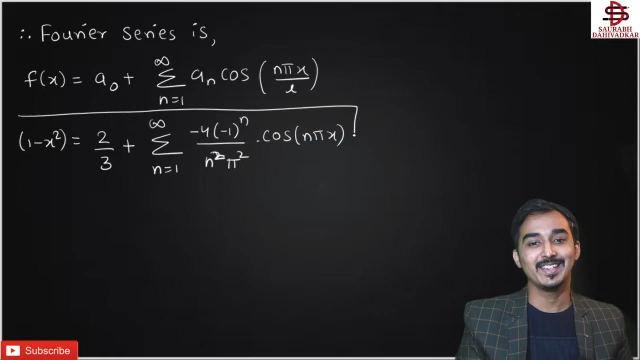 ∴ Fourier Series is,
f(x) = a₀ + ∞ Σ n=1 aₙ cos (nπx/l)
(1-x²) = 2/3 + ∞ Σ n=1 -4(-1)ⁿ/n²π² . cos(nπx)
SAURABH
DAHIVADKAR
Subscribe